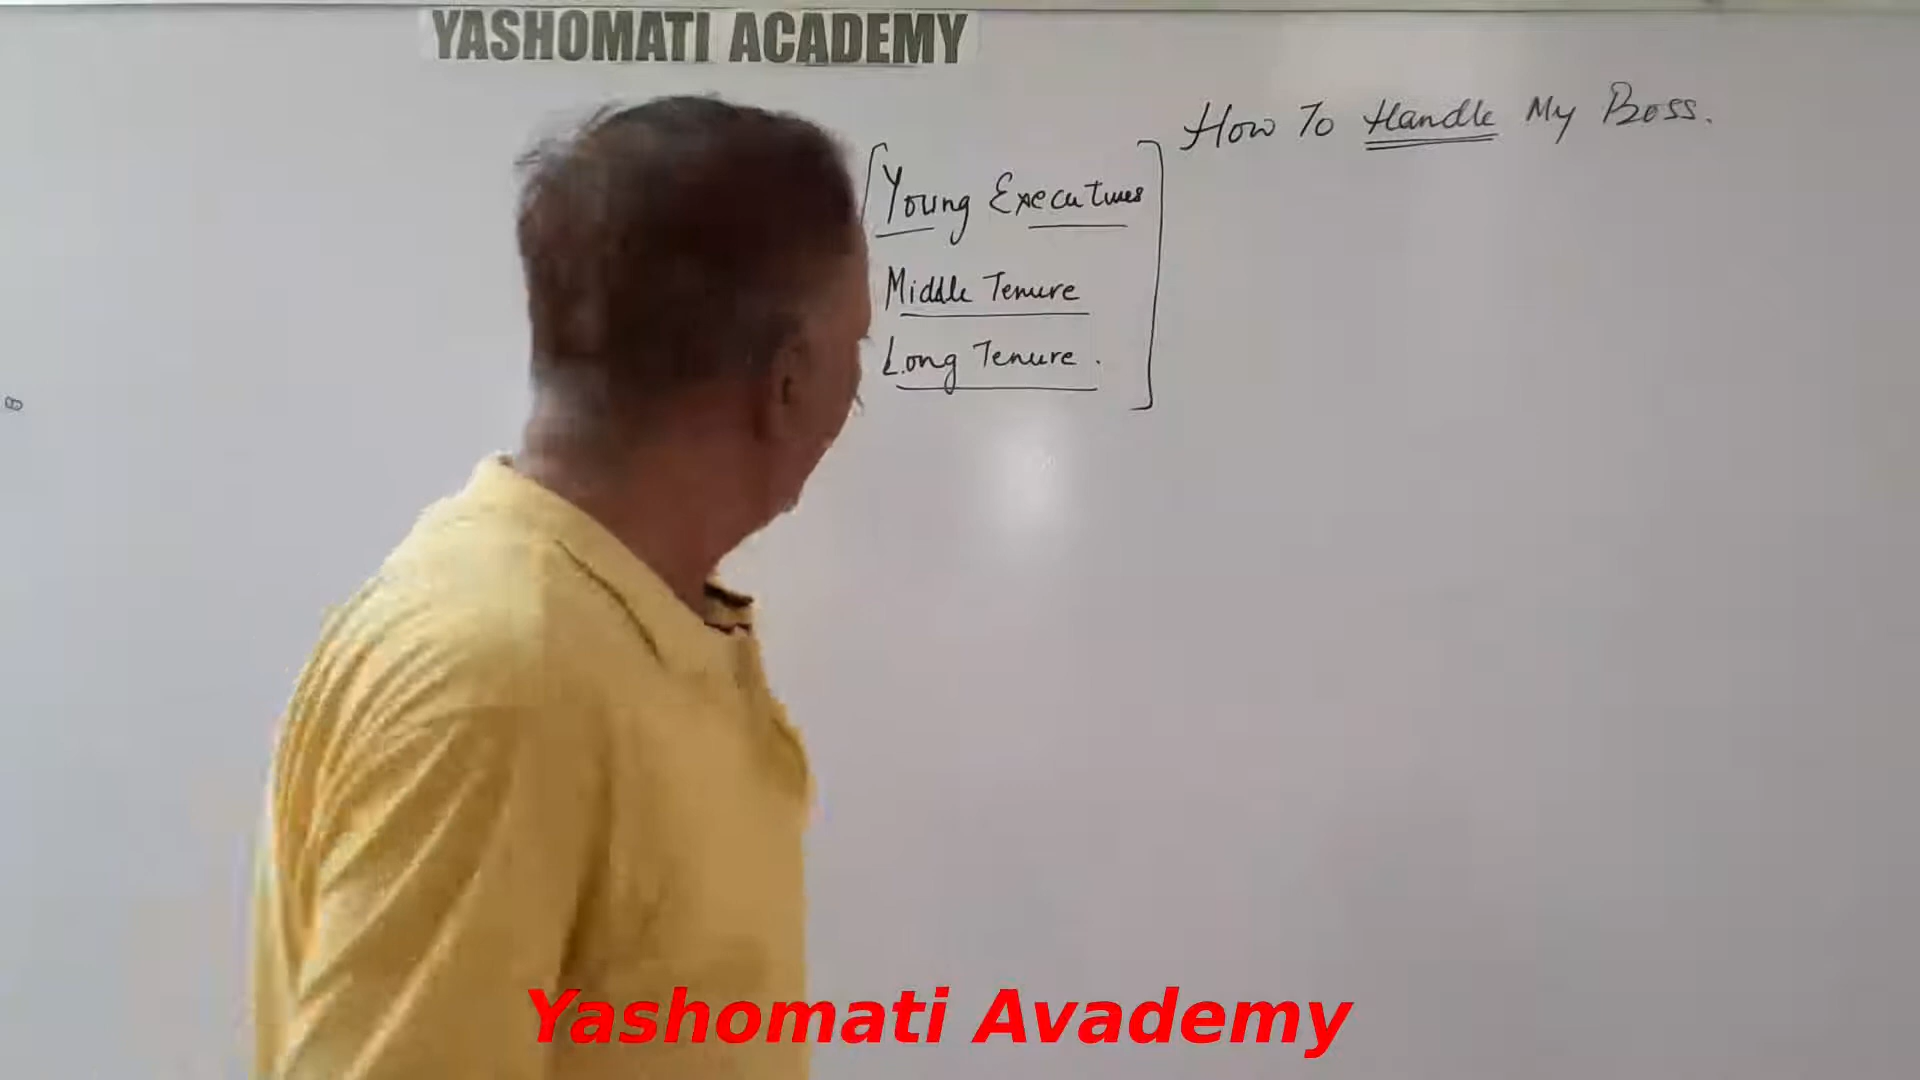 YASHOMATI ACADEMY
How To Handle My Boss.
Young Executives
Middle Tenure
Long Tenure.
Yashomati Avademy